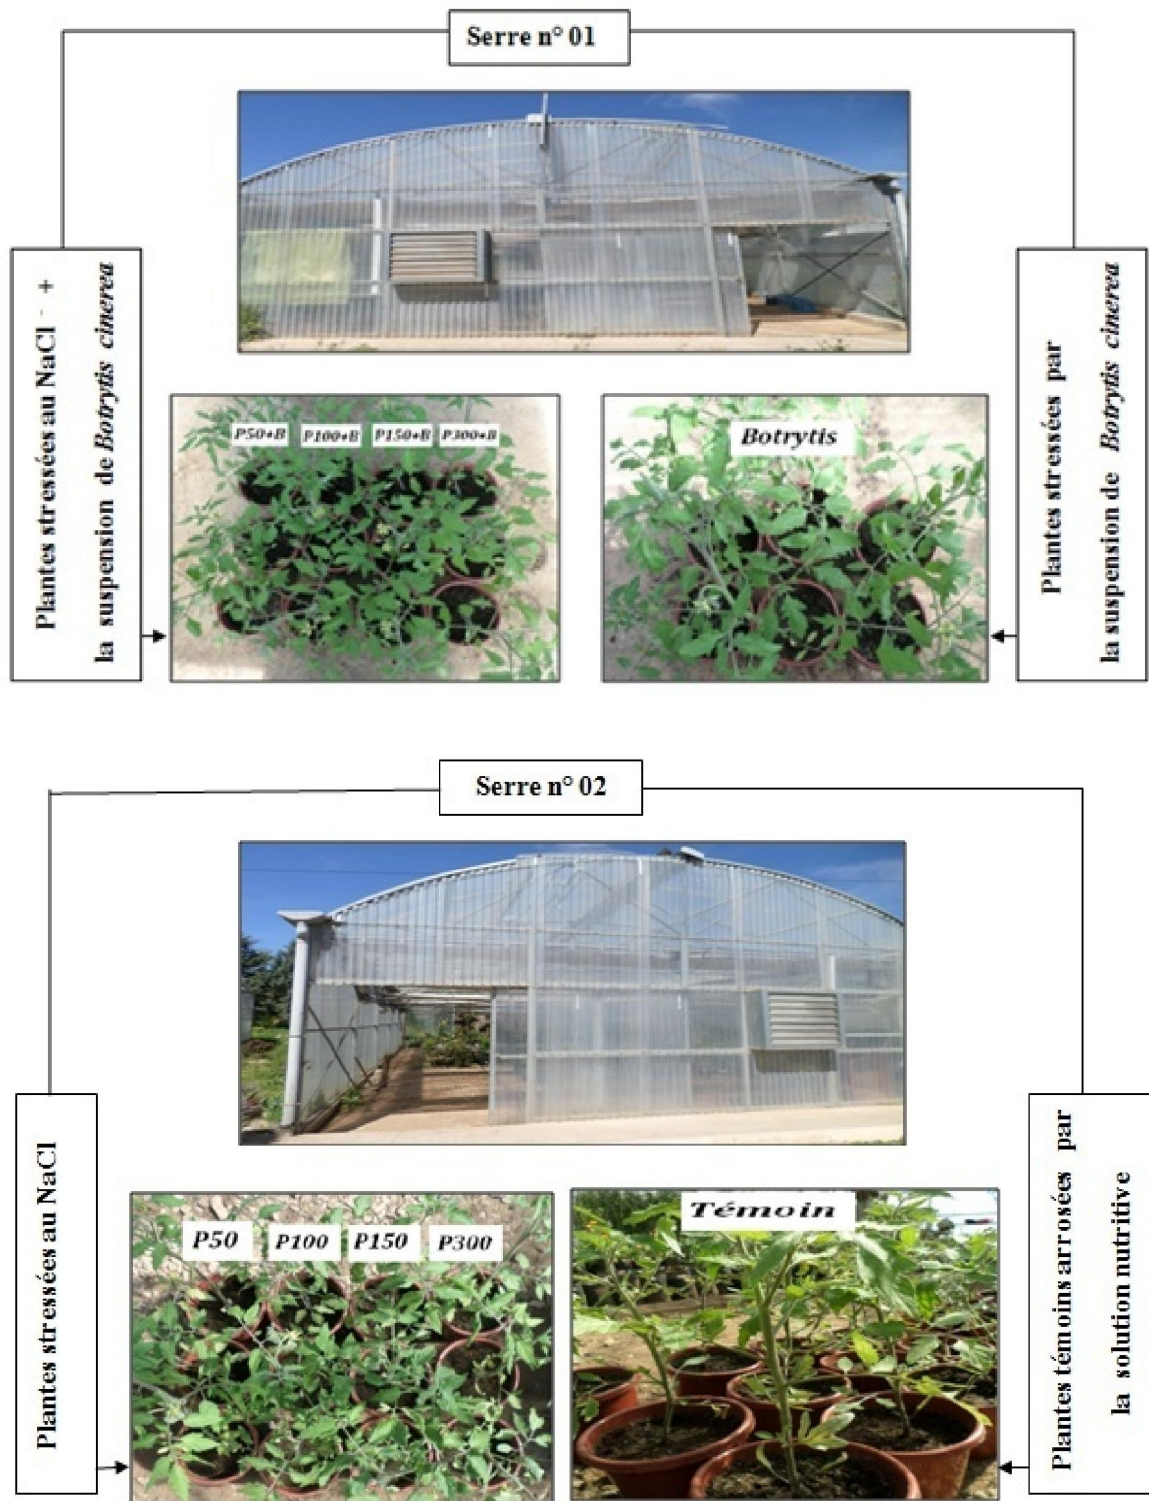 Serre n° 01
Plantes stressées au NaCl - +
la suspension de Botrytis cinerea
P50+B P100+B P150+B P300+B
Botrytis
Plantes stressées par
la suspension de Botrytis cinerea
Serre n° 02
Plantes stressées au NaCl
P50 P100 P150 P300
Témoin
Plantes témoins arrosées par
la solution nutritive